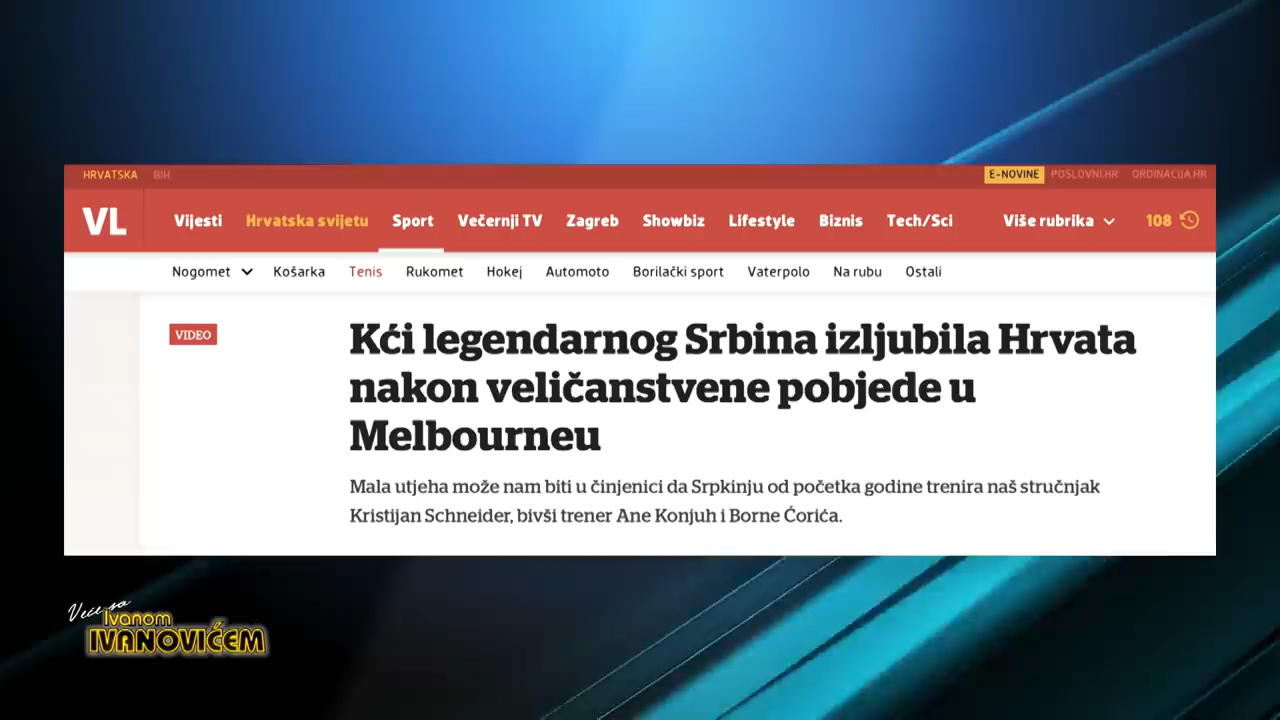 HRVATSKA BIH E-NOVINE POSLOVNI.HR ORDINACIJA.HR
VL Vijesti Hrvatska svijetu Sport Večernji TV Zagreb Showbiz Lifestyle Biznis Tech/Sci Više rubrika 108
Nogomet Košarka Tenis Rukomet Hokej Automoto Borilački sport Vaterpolo Na rubu Ostali
VIDEO
Kći legendarnog Srbina izljubila Hrvata
nakon veličanstvene pobjede u
Melbourneu
Mala utjeha može nam biti u činjenici da Srpkinju od početka godine trenira naš stručnjak
Kristijan Schneider, bivši trener Ane Konjuh i Borne Ćorića.
Veče sa
Ivanom
IVANOVIĆEM